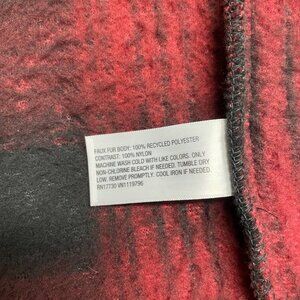 FAUX FUR BODY: 100% RECYCLED POLYESTER
CONTRAST: 100% NYLON
MACHINE WASH COLD WITH LIKE COLORS. ONLY
NON-CHLORINE BLEACH IF NEEDED. TUMBLE DRY
LOW. REMOVE PROMPTLY. COOL IRON IF NEEDED.
RN17730 VN1119796